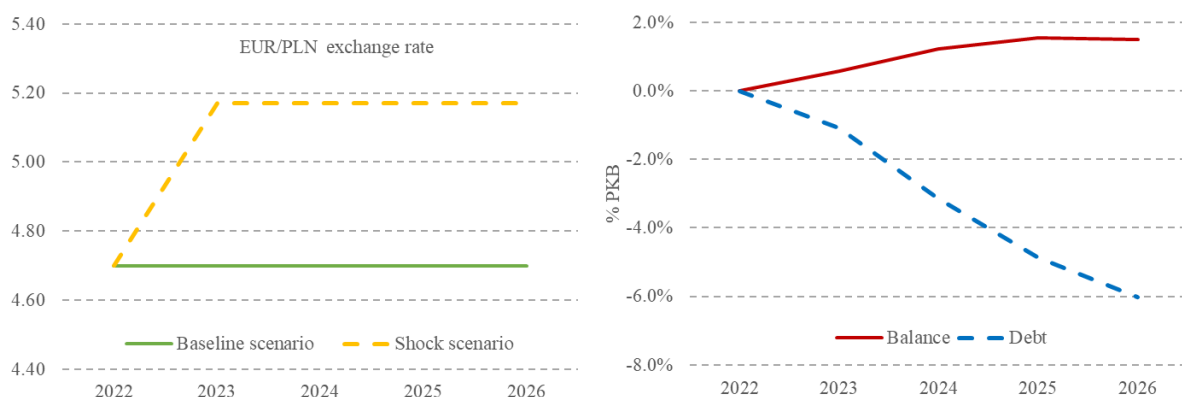 EUR/PLN exchange rate
5.40
5.20
5.00
4.80
4.60
4.40
Baseline scenario
Shock scenario
2022 2023 2024 2025 2026
% PKB
2.0%
0.0%
-2.0%
-4.0%
-6.0%
-8.0%
Balance
Debt
2022 2023 2024 2025 2026